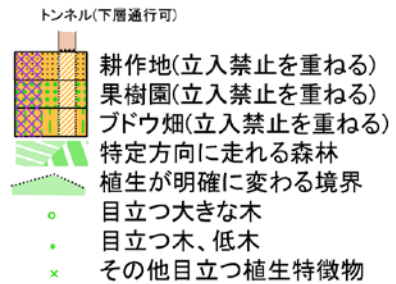 トンネル(下層通行可)
耕作地(立入禁止を重ねる)
果樹園(立入禁止を重ねる)
ブドウ畑(立入禁止を重ねる)
特定方向に走れる森林
植生が明確に変わる境界
目立つ大きな木
目立つ木、低木
その他目立つ植生特徴物